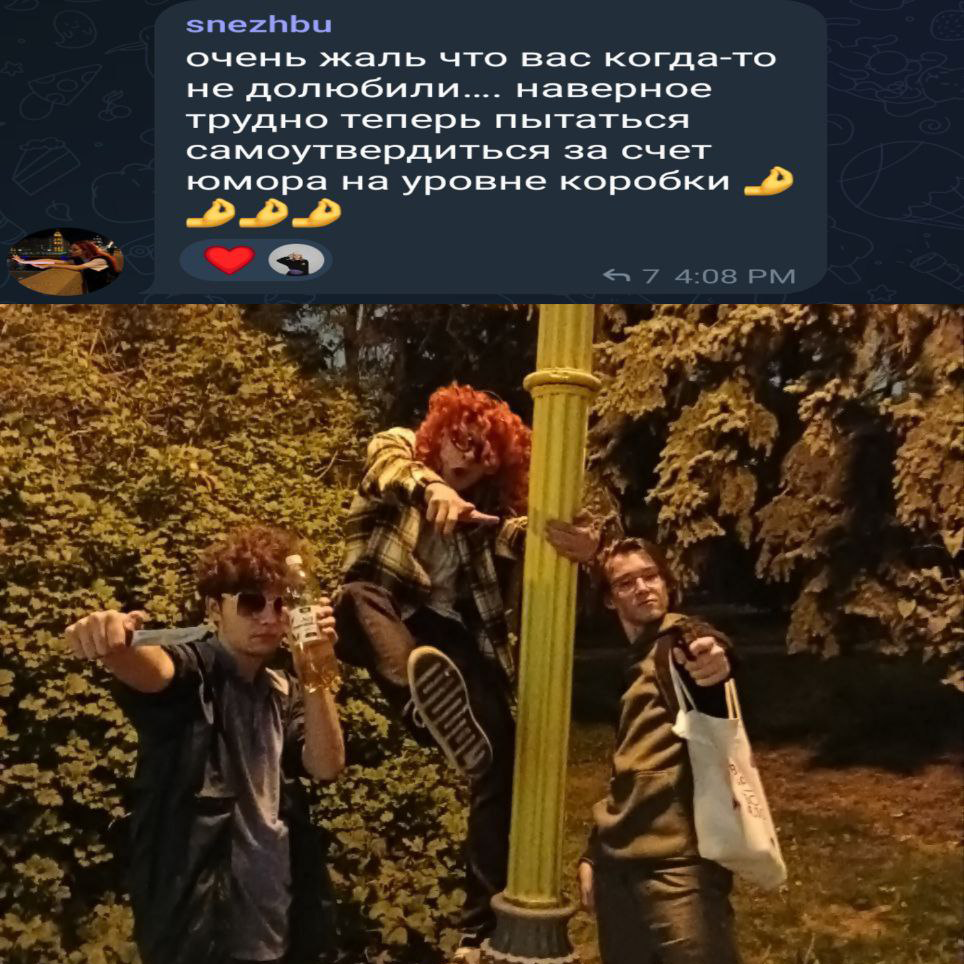 snezhbu
очень жаль что вас когда-то
не долюбили.... наверное
трудно теперь пытаться
самоутвердиться за счет
юмора на уровне коробки 🫴
🫴🫴🫴
7 4:08 PM